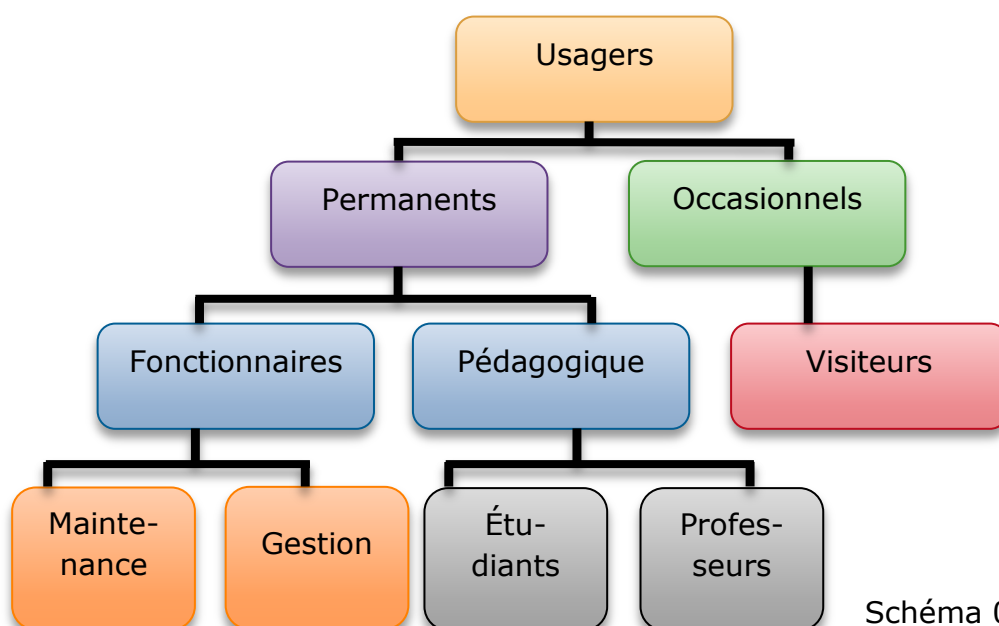 Usagers
Permanents
Occasionnels
Fonctionnaires
Pédagogique
Visiteurs
Mainte-
nance
Gestion
Étu-
diants
Profes-
seurs
Schéma